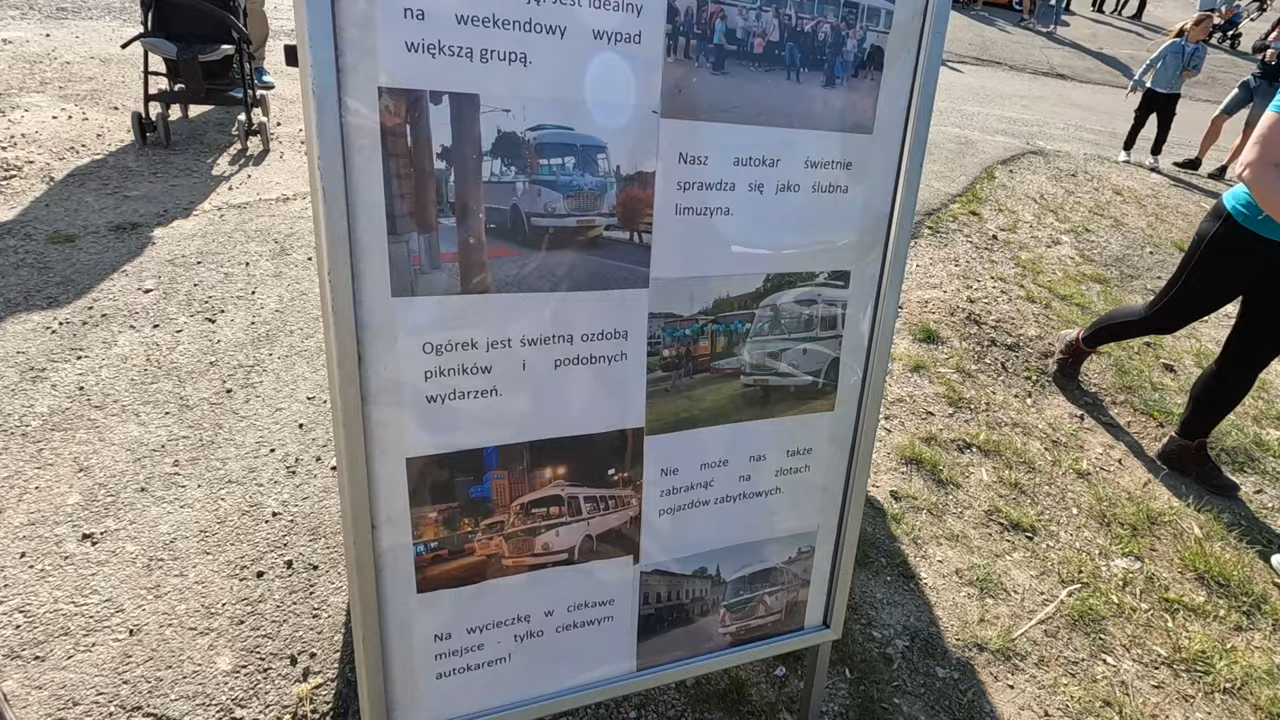 jest idealny
na weekendowy wypad
większą grupą.
Ogórek jest świetną ozdobą
pikników i podobnych
wydarzeń.
Na wycieczkę w ciekawe
miejsce - tylko ciekawym
autokarem!
Nasz autokar świetnie
sprawdza się jako ślubna
limuzyna.
Nie może nas także
zabraknąć na zlotach
pojazdów zabytkowych.